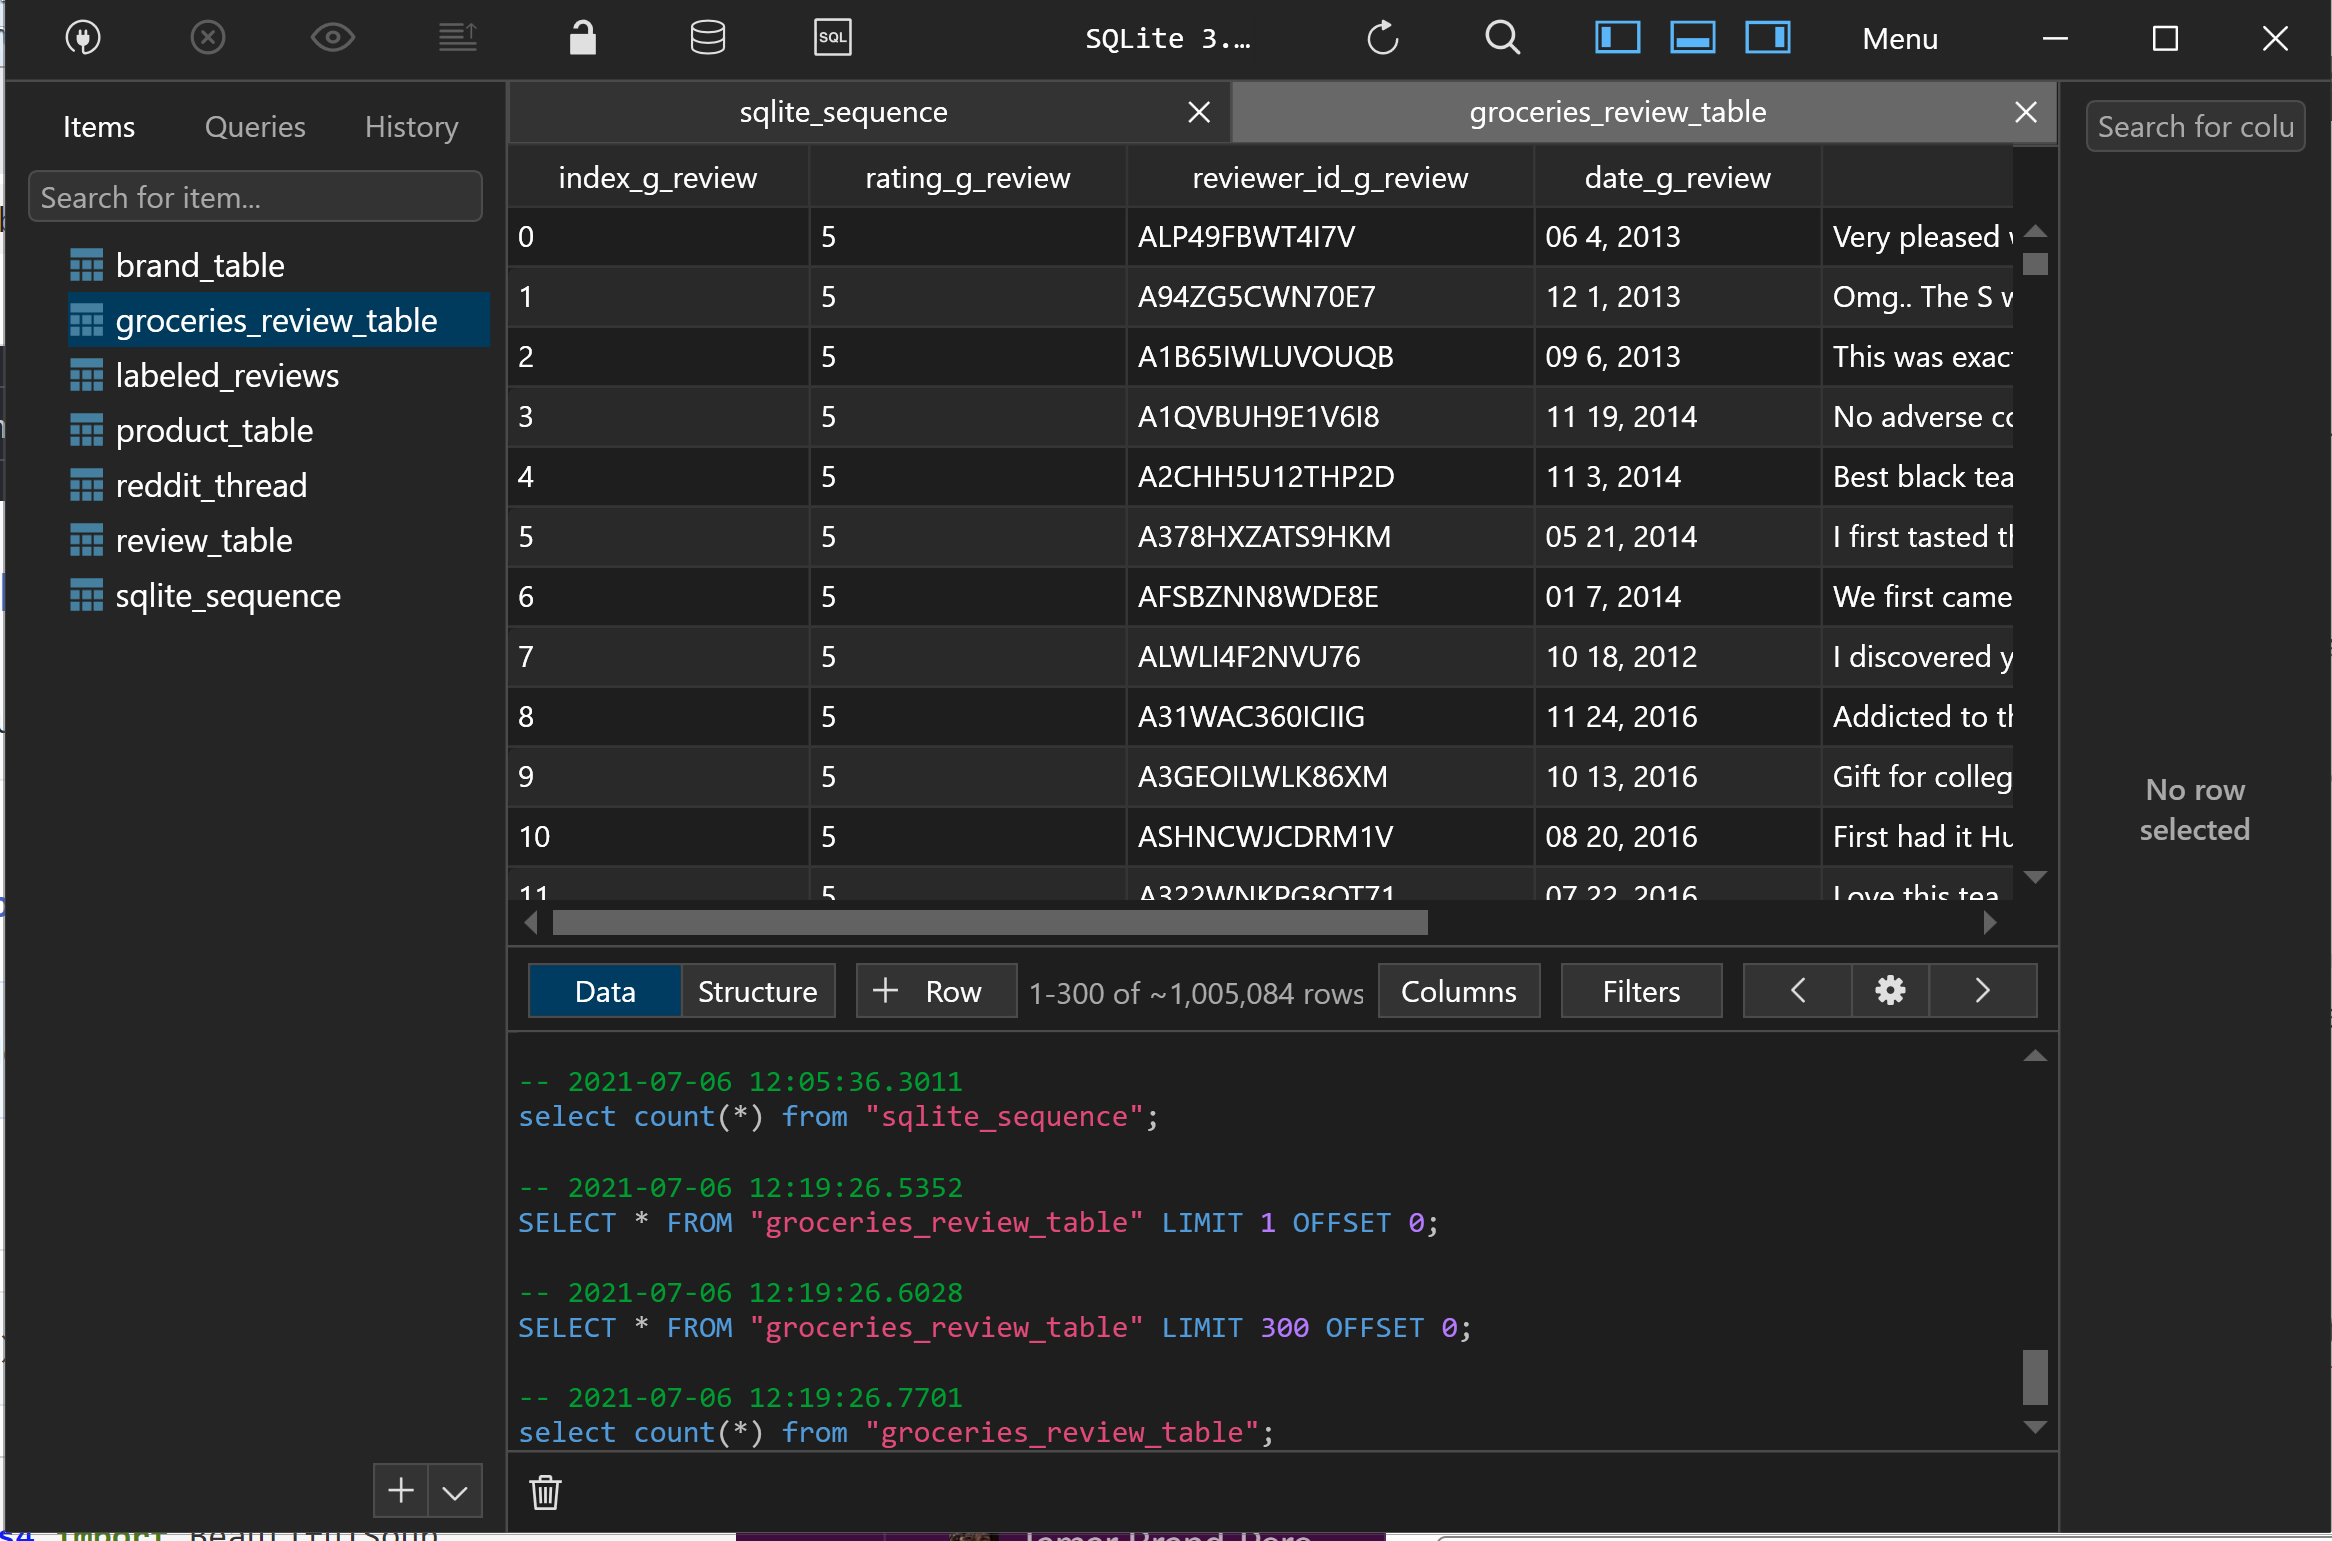 SQL
SQLite 3.…
Menu
Items Queries History
Search for item...
brand_table
groceries_review_table
labeled_reviews
product_table
reddit_thread
review_table
sqlite_sequence
sqlite_sequence groceries_review_table
index_g_review rating_g_review reviewer_id_g_review date_g_review
0 5 ALP49FBWT4I7V 06 4, 2013 Very pleased
1 5 A94ZG5CWN70E7 12 1, 2013 Omg.. The S
2 5 A1B65IWLUVOUQB 09 6, 2013 This was exac
3 5 A1QVBUH9E1V6I8 11 19, 2014 No adverse co
4 5 A2CHH5U12THP2D 11 3, 2014 Best black tea
5 5 A378HXZATS9HKM 05 21, 2014 I first tasted th
6 5 AFSBZNN8WDE8E 01 7, 2014 We first came
7 5 ALWLI4F2NVU76 10 18, 2012 I discovered y
8 5 A31WAC360ICIIG 11 24, 2016 Addicted to th
9 5 A3GEOILWLK86XM 10 13, 2016 Gift for colleg
10 5 ASHNCWJCDRM1V 08 20, 2016 First had it Hu
11 5 A322WNKPG8OT71 07 22, 2016 Love this tea
Data Structure + Row 1-300 of ~1,005,084 rows Columns Filters
-- 2021-07-06 12:05:36.3011
select count(*) from "sqlite_sequence";
-- 2021-07-06 12:19:26.5352
SELECT * FROM "groceries_review_table" LIMIT 1 OFFSET 0;
-- 2021-07-06 12:19:26.6028
SELECT * FROM "groceries_review_table" LIMIT 300 OFFSET 0;
-- 2021-07-06 12:19:26.7701
select count(*) from "groceries_review_table";
Search for colu
No row
selected
s4 import BeautifulSoup